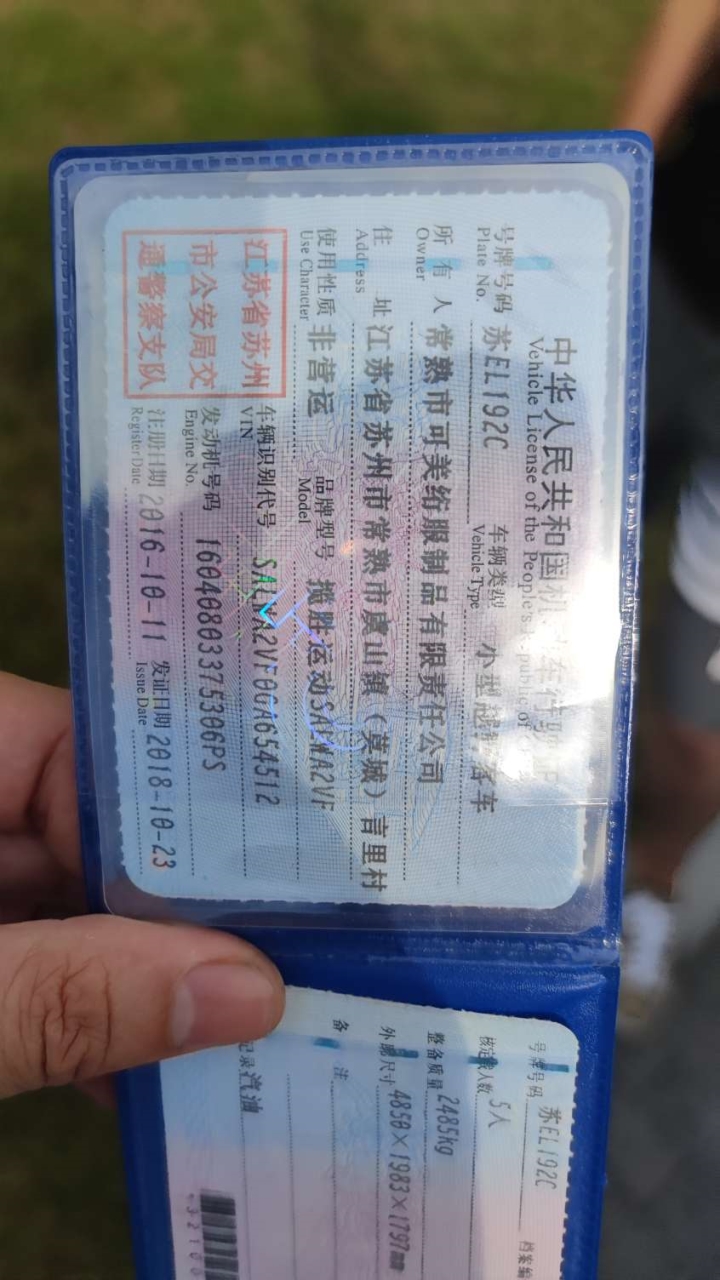 中华人民共和国机动车行驶证
Vehicle License of the People's Republic of
号牌号码 苏EL192C 车辆类型 小型越野客车
Plate No. Vehicle Type
所有人 常熟市可美绗服制品有限责任公司
Owner
住址 江苏省苏州市常熟市虞山镇（莫城）言里村
Address
使用性质 非营运 品牌型号 揽胜运动SALWA2VF
Use Character Model
江苏省苏州
市公安局交
通警察支队
车辆识别代号 SALWA2VF0GA654512
VIN
发动机号码 16040803375306PS
Engine No.
注册日期 2016-10-11 发证日期 2018-10-23
Register Date Issue Date
号牌号码 苏EL192C 档案编
核定载人数 5人
整备质量 2485kg
外廓尺寸 4850×1983×1797mm
备注
记录 汽油